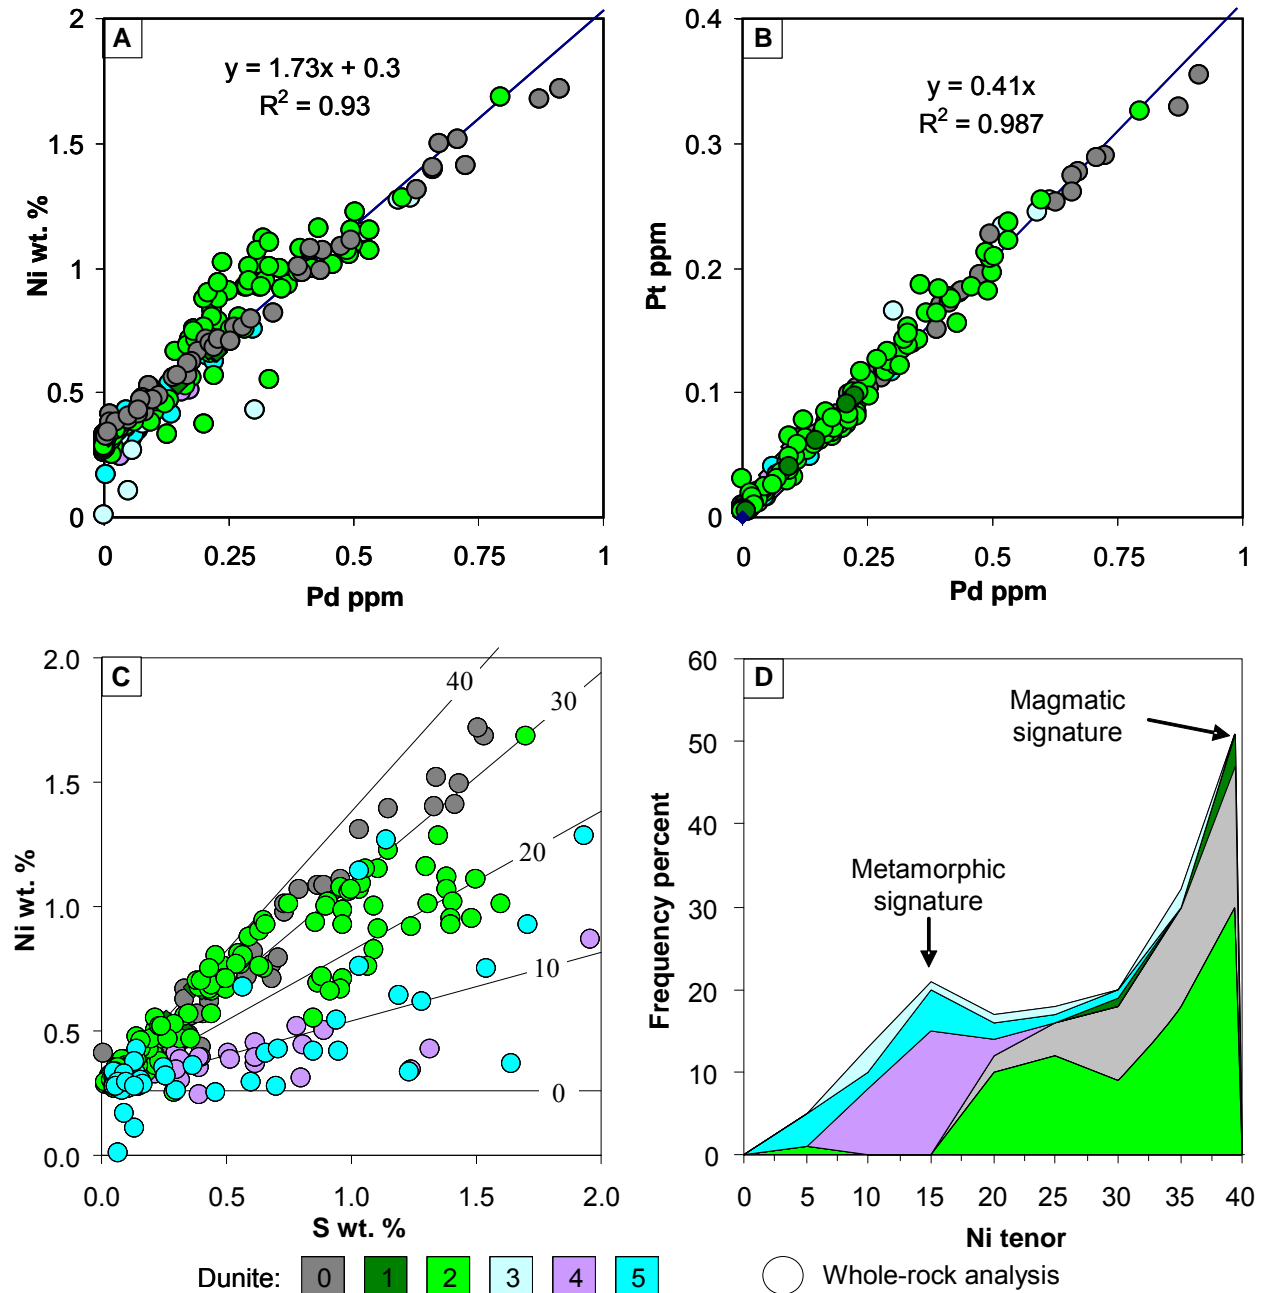 A
y = 1.73x + 0.3
R² = 0.93
2
1.5
1
0.5
0
Ni wt. %
0 0.25 0.5 0.75 1
Pd ppm
B
y = 0.41x
R² = 0.987
0.4
0.3
0.2
0.1
0
Pt ppm
0 0.25 0.5 0.75 1
Pd ppm
C
40
30
20
10
0
2.0
1.5
1.0
0.5
0.0
Ni wt. %
0.0 0.5 1.0 1.5 2.0
S wt. %
D
Magmatic
signature
Metamorphic
signature
60
50
40
30
20
10
0
Frequency percent
0 5 10 15 20 25 30 35 40
Ni tenor
Dunite: 0 1 2 3 4 5
Whole-rock analysis